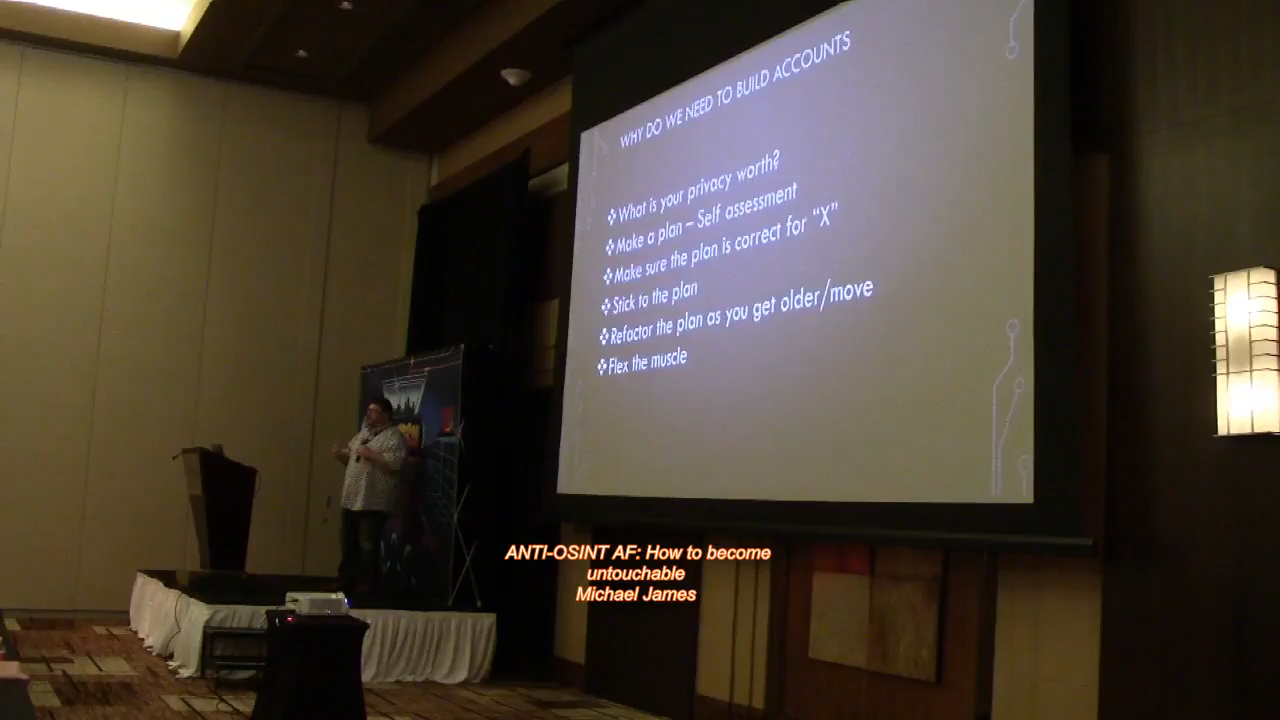 WHY DO WE NEED TO BUILD ACCOUNTS
❖What is your privacy worth?
❖Make a plan – Self assessment
❖Make sure the plan is correct for “X”
❖Stick to the plan
❖Refactor the plan as you get older/move
❖Flex the muscle
ANTI-OSINT AF: How to become
untouchable
Michael James